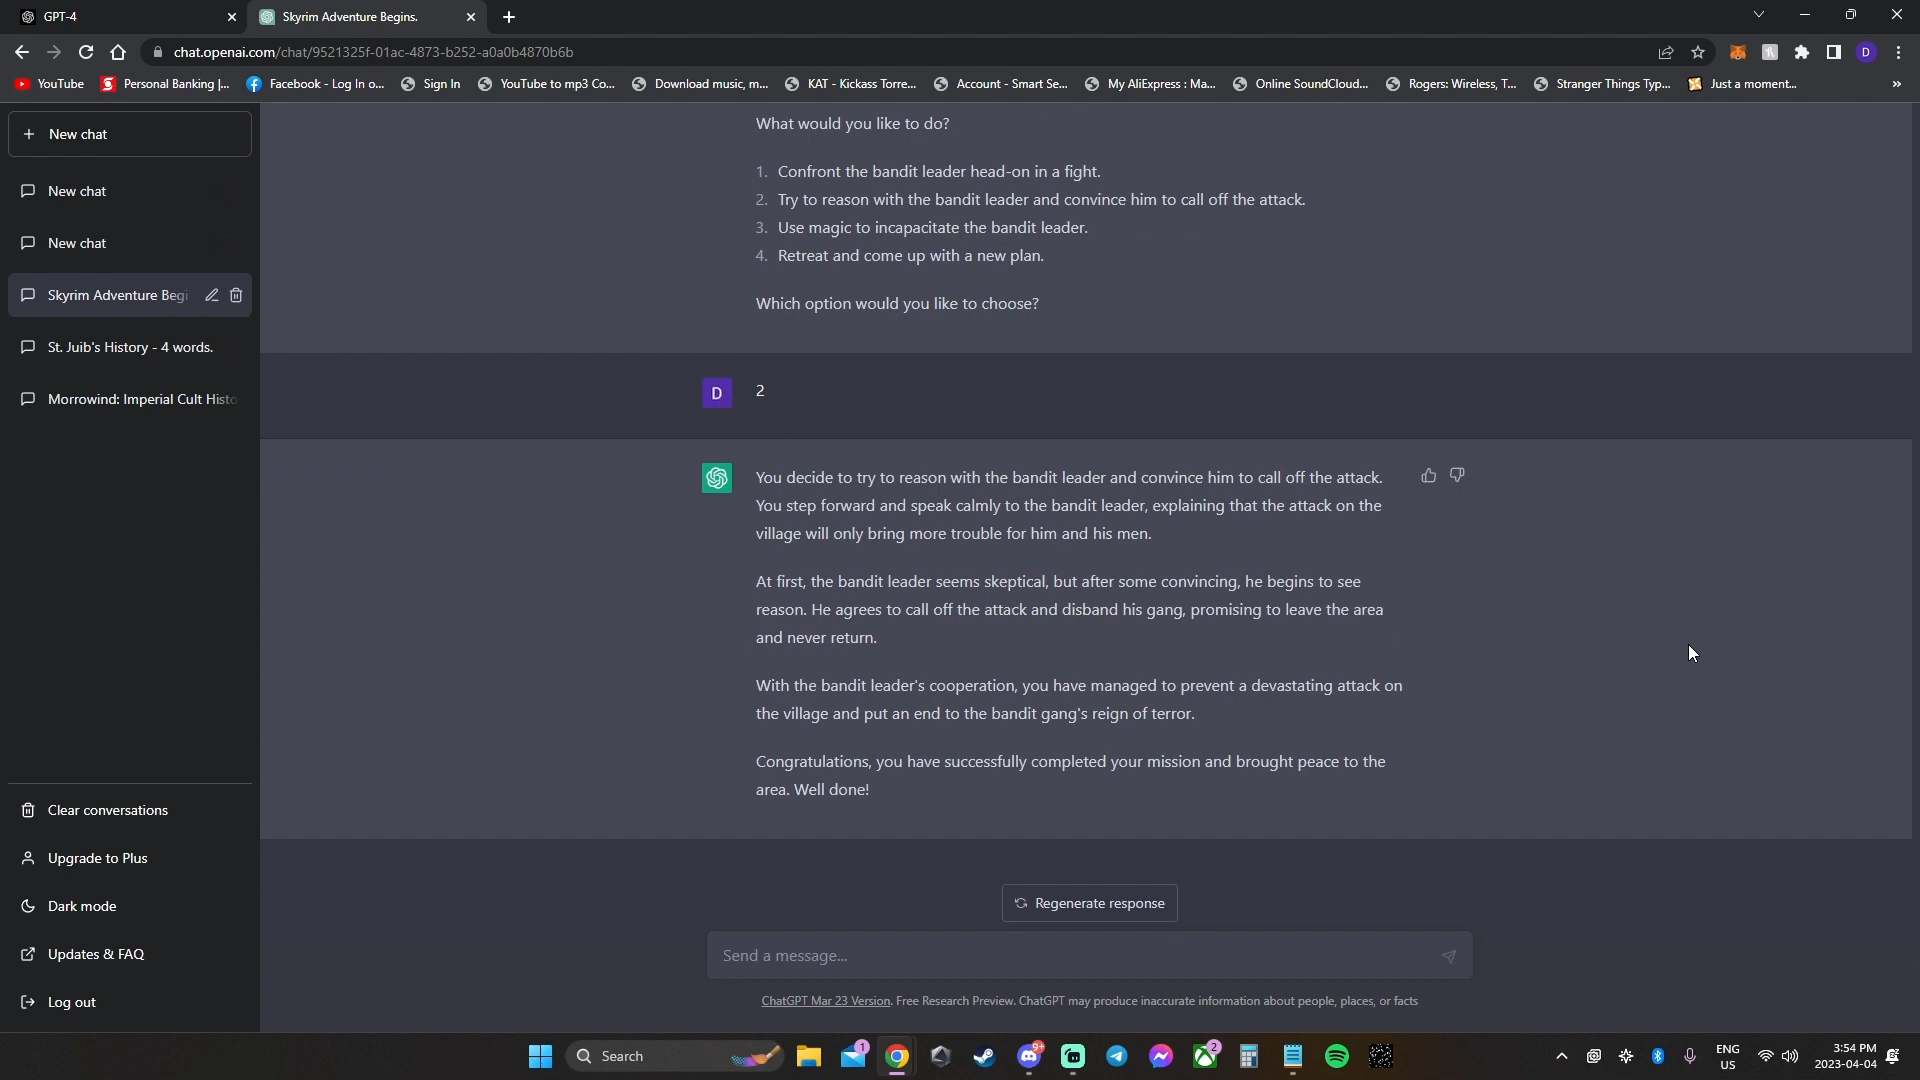 GPT-4
Skyrim Adventure Begins.
chat.openai.com/chat/9521325f-01ac-4873-b252-a0a0b4870b6b
YouTube
Personal Banking |...
Facebook - Log In o...
Sign In
YouTube to mp3 Co...
Download music, m...
KAT - Kickass Torre...
Account - Smart Se...
My AliExpress : Ma...
Online SoundCloud...
Rogers: Wireless, T...
Stranger Things Typ...
Just a moment...
D
New chat
New chat
New chat
Skyrim Adventure Begi
St. Juib's History - 4 words.
Morrowind: Imperial Cult Histo
Clear conversations
Upgrade to Plus
Dark mode
Updates & FAQ
Log out
What would you like to do?
1. Confront the bandit leader head-on in a fight.
2. Try to reason with the bandit leader and convince him to call off the attack.
3. Use magic to incapacitate the bandit leader.
4. Retreat and come up with a new plan.
Which option would you like to choose?
D
2
You decide to try to reason with the bandit leader and convince him to call off the attack.
You step forward and speak calmly to the bandit leader, explaining that the attack on the
village will only bring more trouble for him and his men.
At first, the bandit leader seems skeptical, but after some convincing, he begins to see
reason. He agrees to call off the attack and disband his gang, promising to leave the area
and never return.
With the bandit leader's cooperation, you have managed to prevent a devastating attack on
the village and put an end to the bandit gang's reign of terror.
Congratulations, you have successfully completed your mission and brought peace to the
area. Well done!
Regenerate response
Send a message...
ChatGPT Mar 23 Version. Free Research Preview. ChatGPT may produce inaccurate information about people, places, or facts
Search
1
9+
2
ENG
US
3:54 PM
2023-04-04